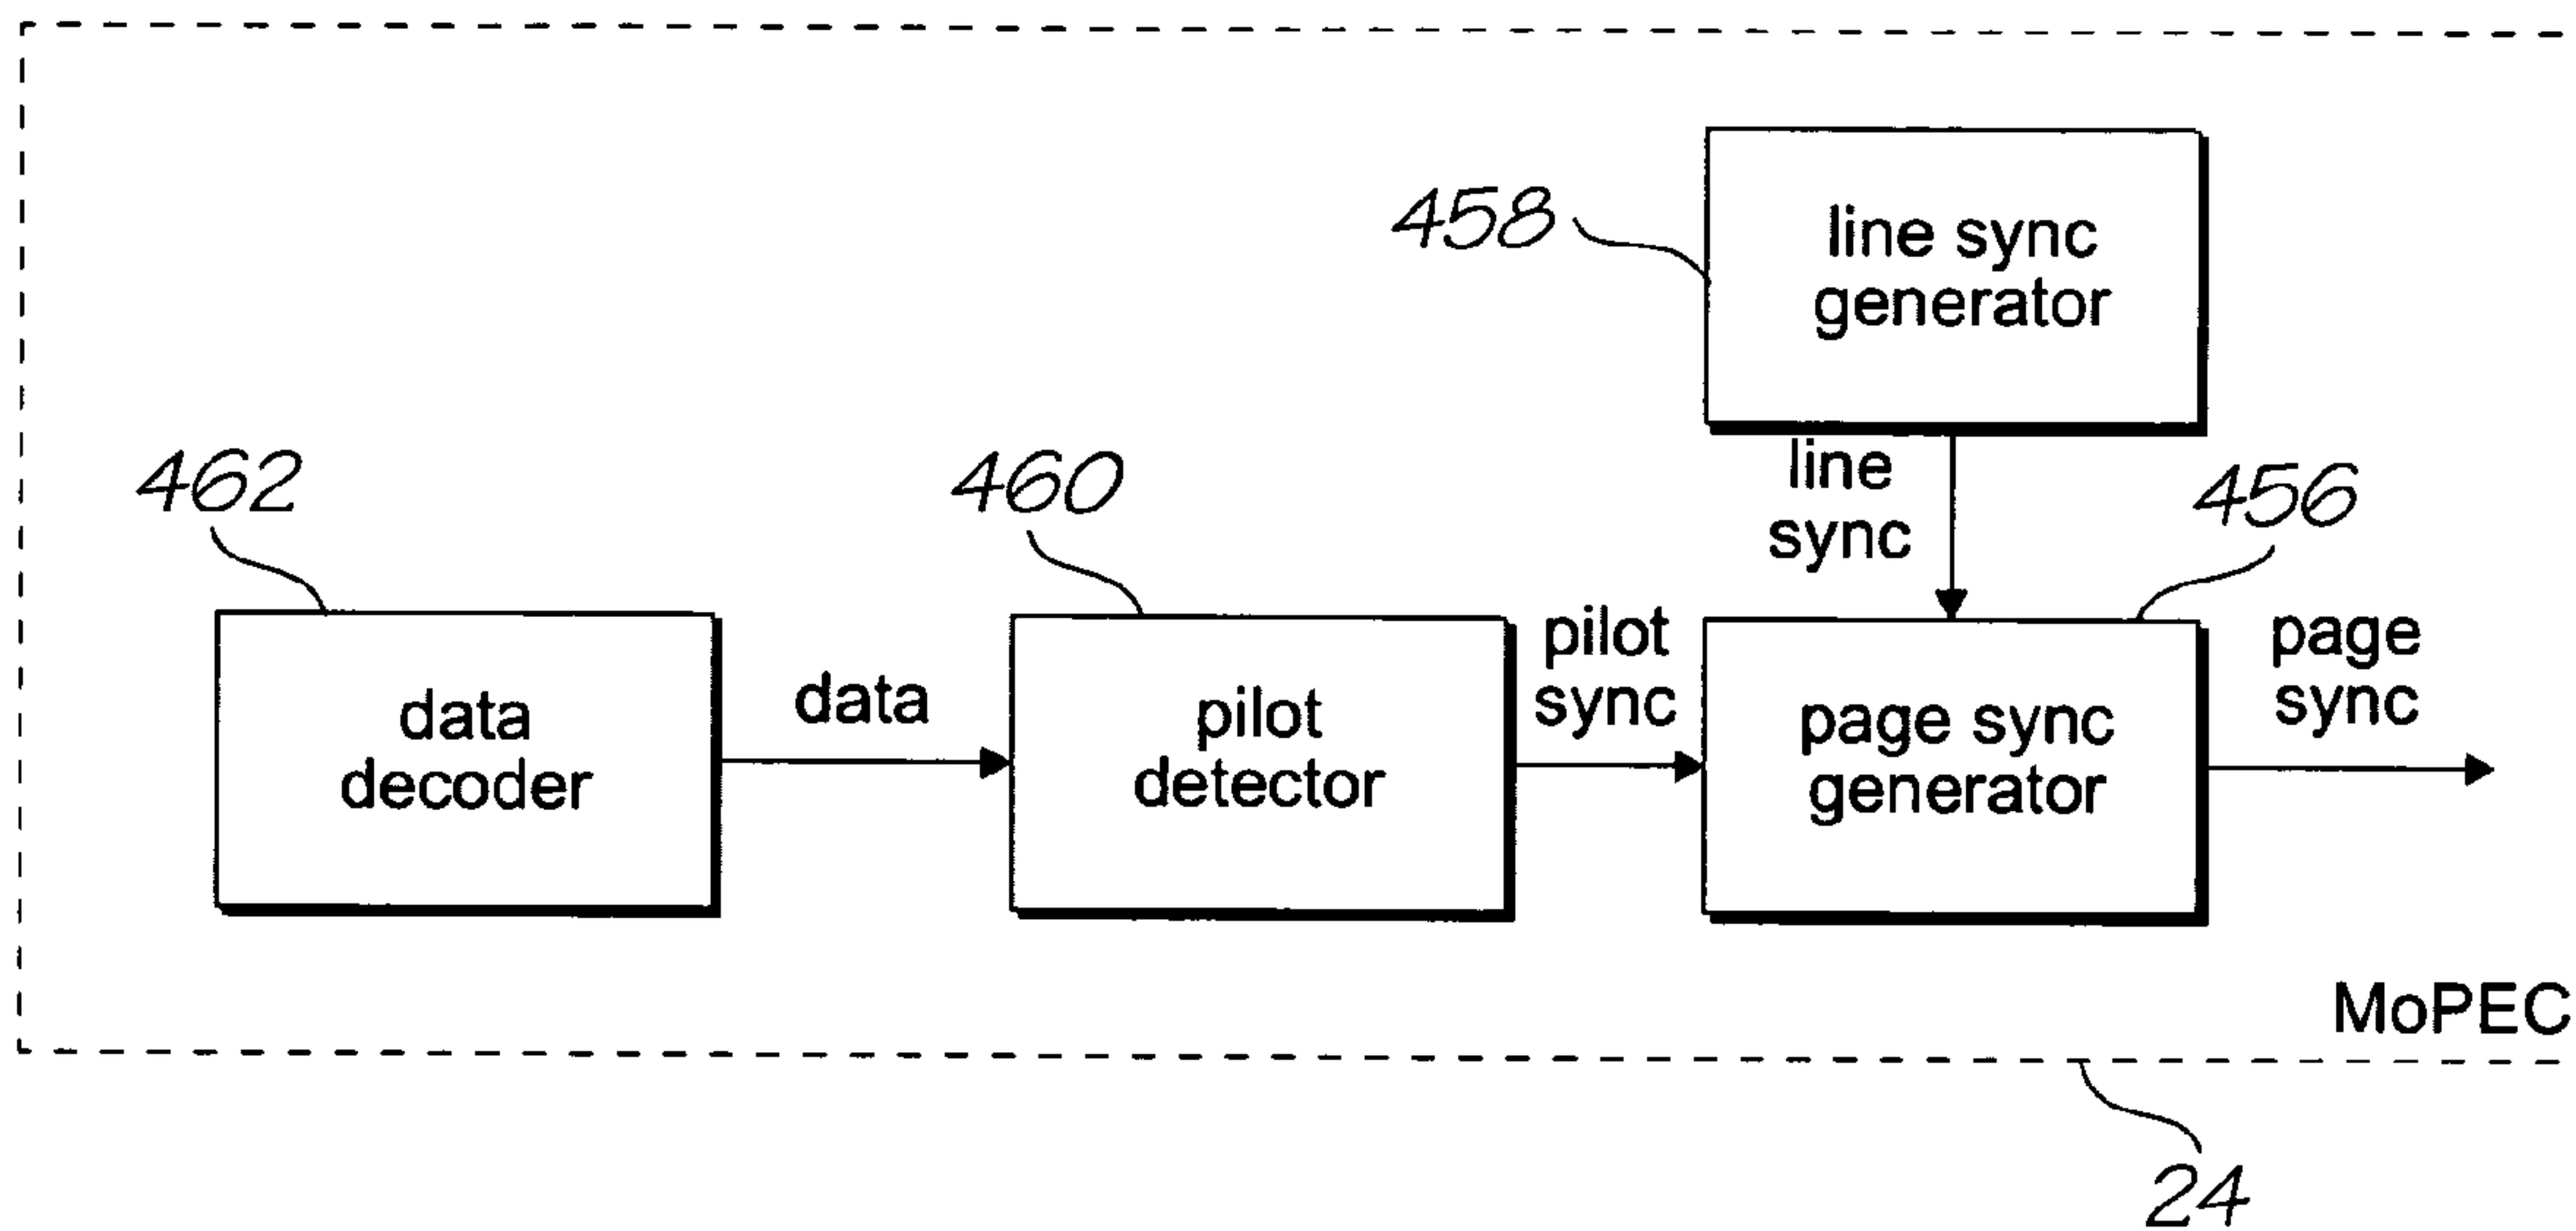 458
line sync
generator
line
sync
462
460
456
data
decoder
data
pilot
detector
pilot
sync
page sync
generator
page
sync
MoPEC
24